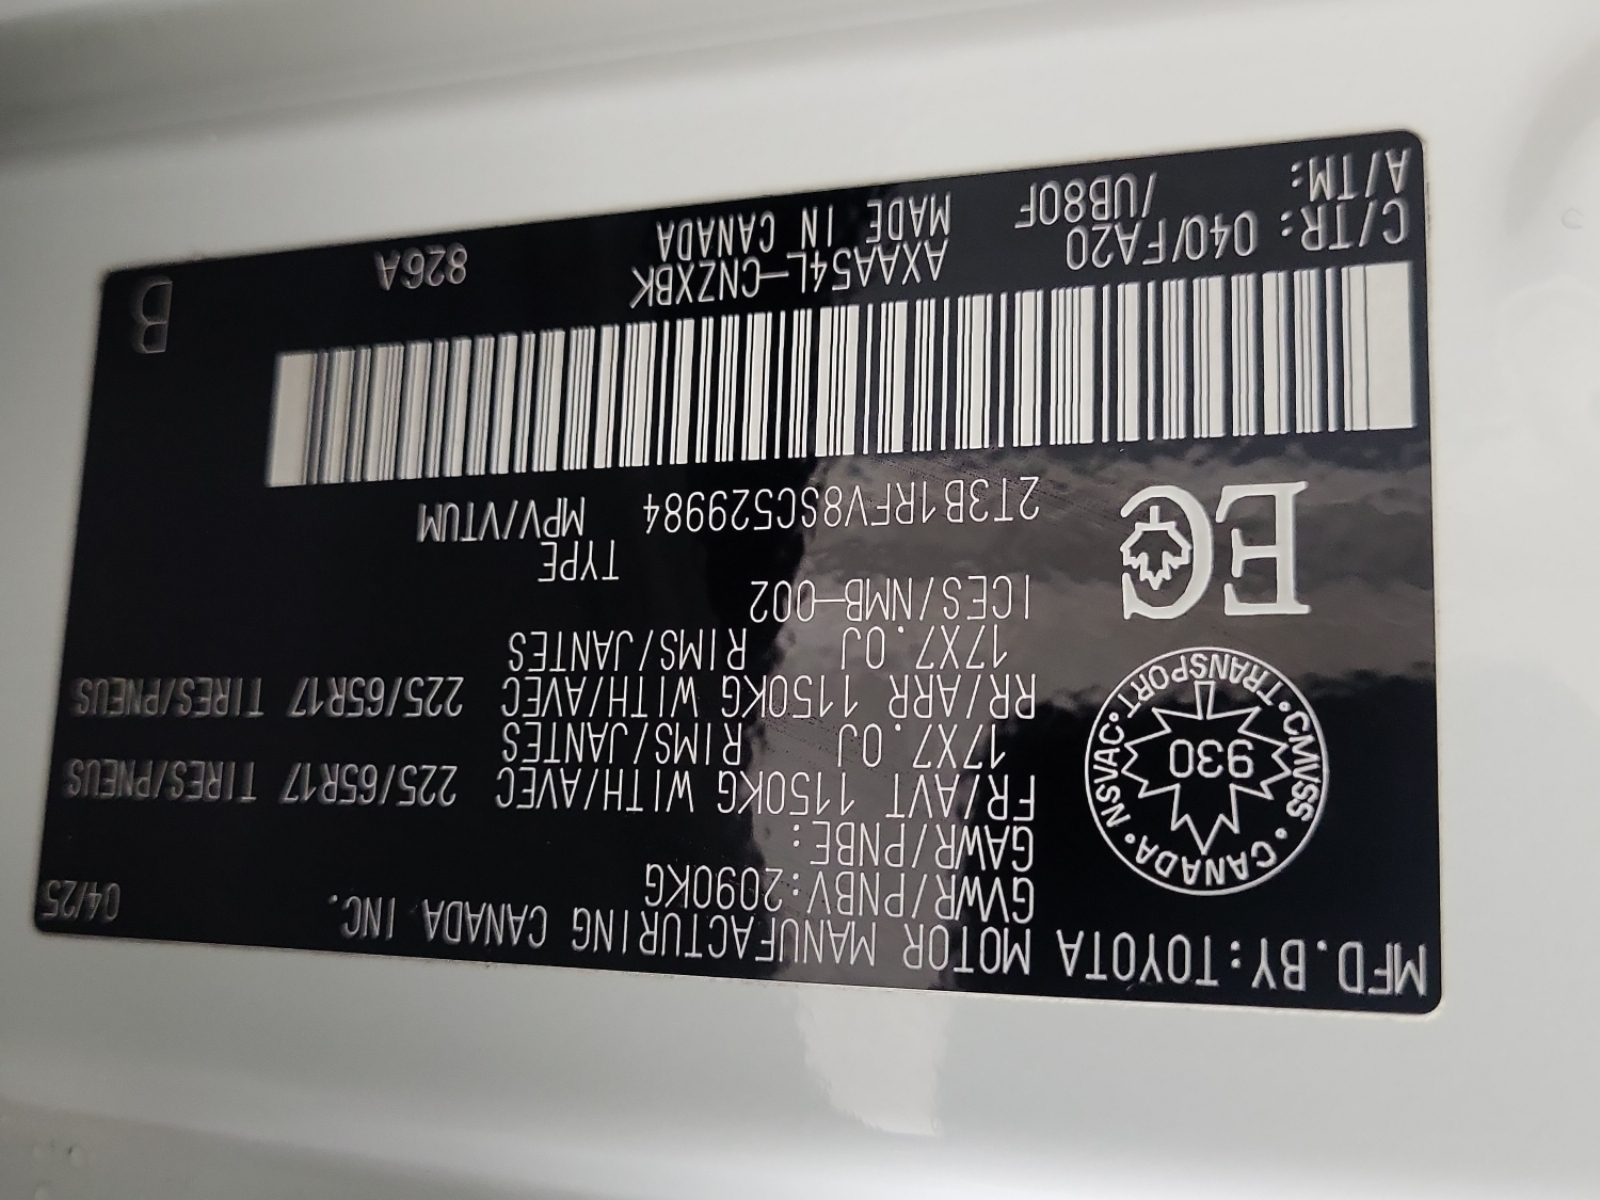 MFD.BY:TOYOTA MOTOR MANUFACTURING CANADA INC. 04/25
GVWR/PNBV:2090KG
GAWR/PNBE:
FR/AVT 1150KG WITH/AVEC 225/65R17 TIRES/PNEUS
17X7.0J RIMS/JANTES
RR/ARR 1150KG WITH/AVEC 225/65R17 TIRES/PNEUS
17X7.0J RIMS/JANTES
CANADA • NSVAC • TRANSPORT • CMVSS •
930
ICES/NMB-002
TYPE
EC
2T3B1RFV8SC529984 MPV/VTUM
C/TR: 040/FA20 AXAA54L-CNZXBK 826A B
A/TM: /UB80F MADE IN CANADA